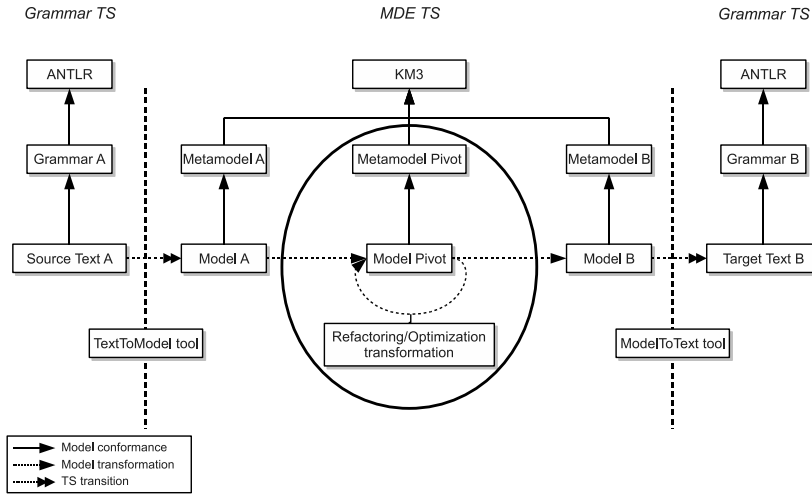 Grammar TS
MDE TS
Grammar TS
ANTLR
KM3
ANTLR
Grammar A
Metamodel A
Metamodel Pivot
Metamodel B
Grammar B
Source Text A
Model A
Model Pivot
Model B
Target Text B
TextToModel tool
Refactoring/Optimization
transformation
ModelToText tool
Model conformance
Model transformation
TS transition